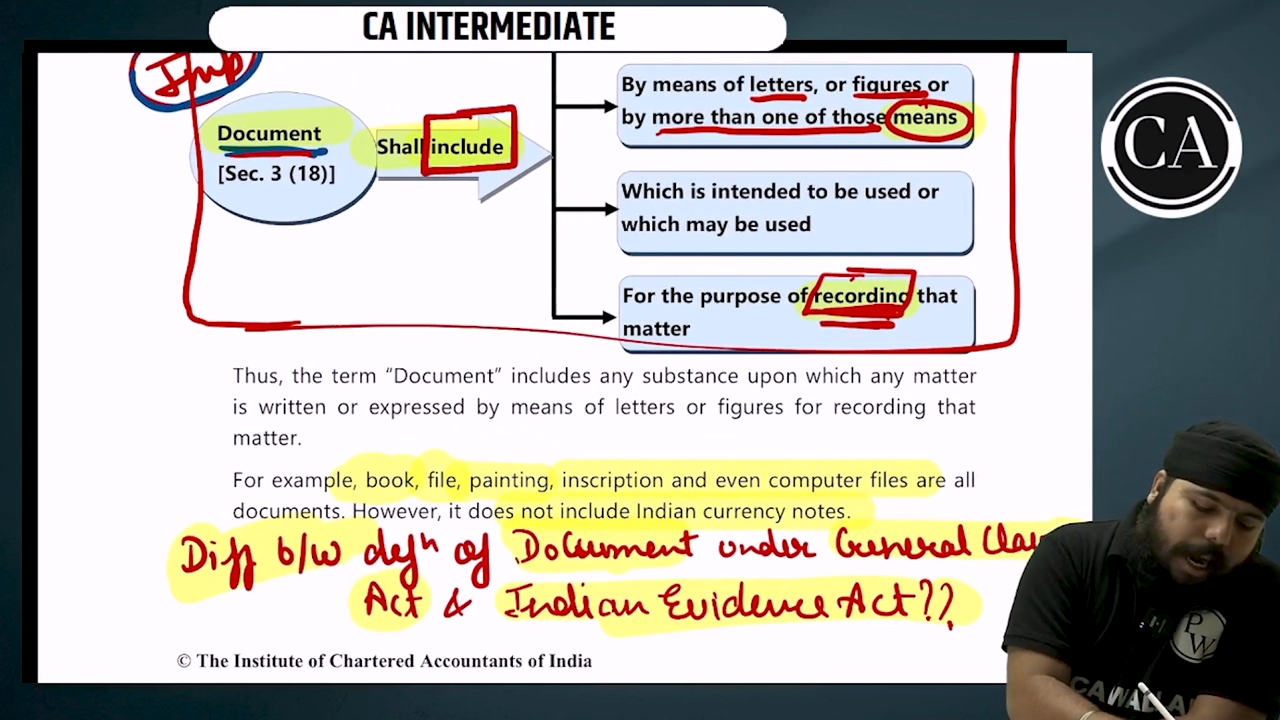 CA INTERMEDIATE
Imp
Document
[Sec. 3 (18)]
Shall include
By means of letters, or figures or
by more than one of those means
Which is intended to be used or
which may be used
For the purpose of recording that
matter
Thus, the term “Document” includes any substance upon which any matter
is written or expressed by means of letters or figures for recording that
matter.
For example, book, file, painting, inscription and even computer files are all
documents. However, it does not include Indian currency notes.
Diff b/w defn of Document under General
Act & Indian Evidence Act??
© The Institute of Chartered Accountants of India
CA
PW